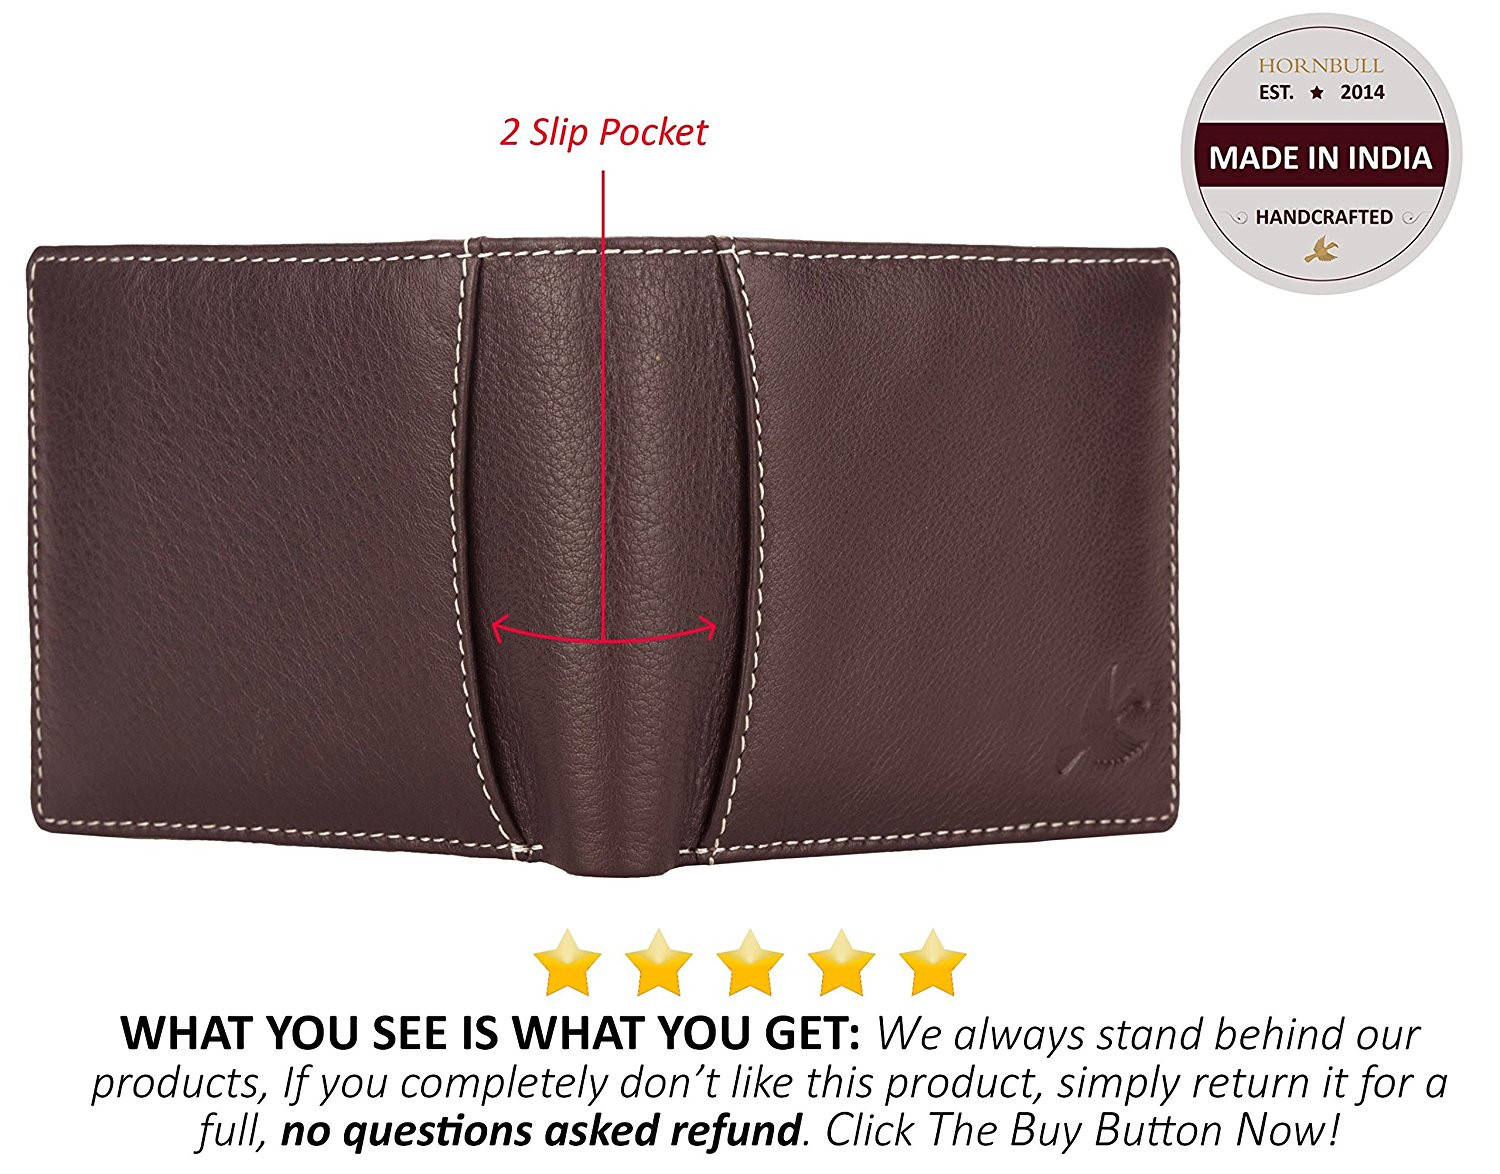 HORNBULL
EST. ★ 2014
MADE IN INDIA
HANDCRAFTED
2 Slip Pocket
WHAT YOU SEE IS WHAT YOU GET: We always stand behind our
products, If you completely don’t like this product, simply return it for a
full, no questions asked refund. Click The Buy Button Now!